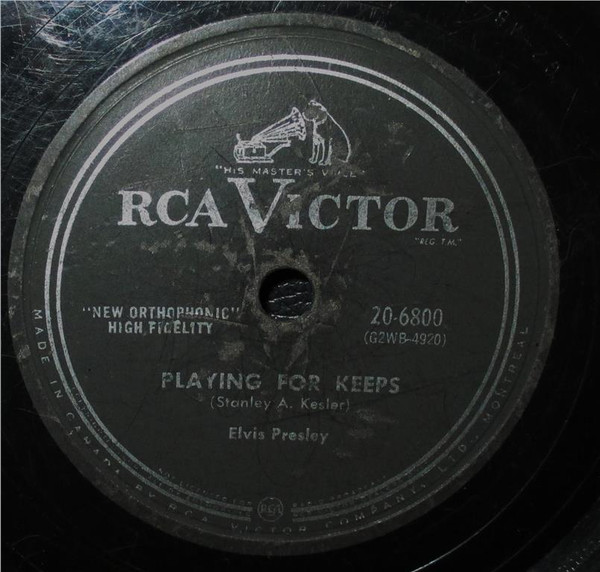 "HIS MASTER'S VOICE"
RCA VICTOR
"REG. T.M."
"NEW ORTHOPHONIC"
HIGH FIDELITY
20-6800
(G2WB-4920)
PLAYING FOR KEEPS
(Stanley A. Kesler)
Elvis Presley
RCA
MADE IN CANADA BY RCA VICTOR COMPANY, LTD., MONTREAL